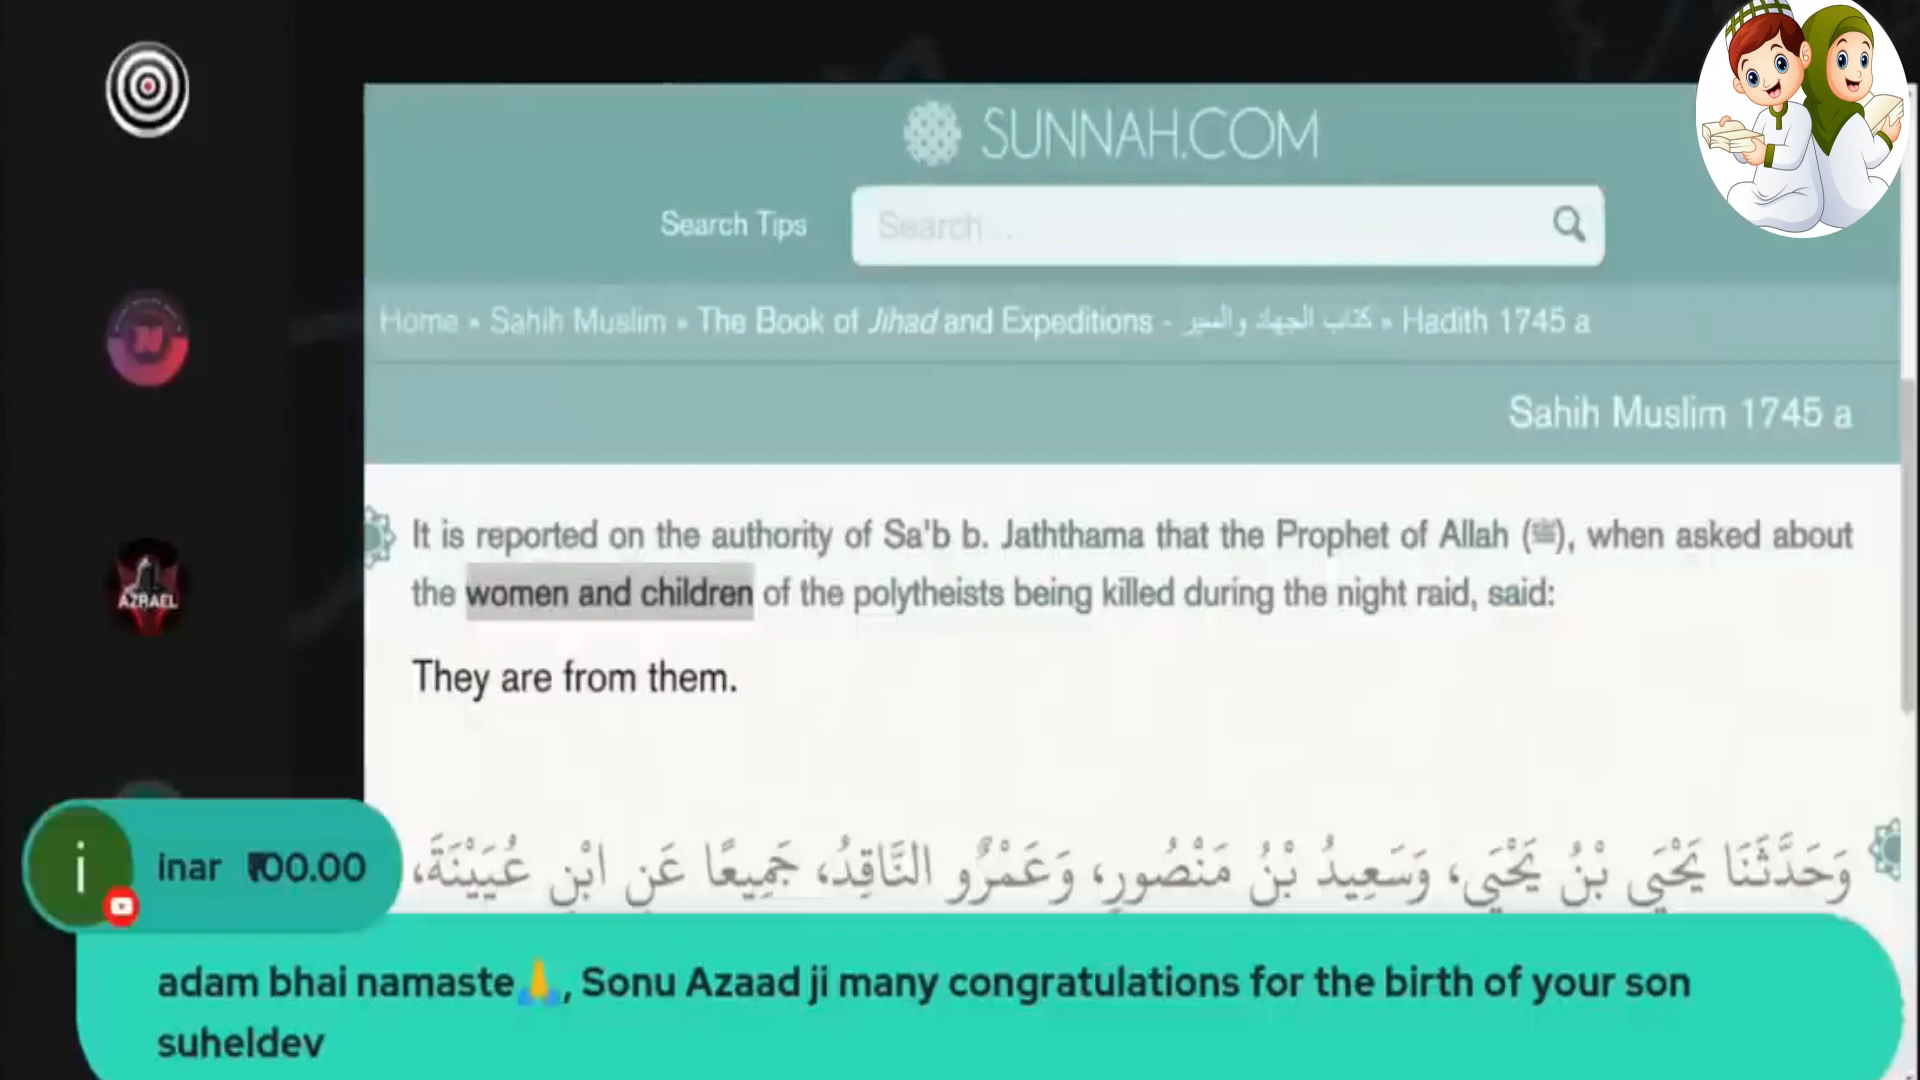 SUNNAH.COM
Search Tips
Search ...
Home » Sahih Muslim » The Book of Jihad and Expeditions - كتاب الجهاد والسير » Hadith 1745 a
Sahih Muslim 1745 a
It is reported on the authority of Sa'b b. Jaththama that the Prophet of Allah (ﷺ), when asked about
the women and children of the polytheists being killed during the night raid, said:
They are from them.
وَحَدَّثَنَا يَحْيَى بْنُ يَحْيَى، وَسَعِيدُ بْنُ مَنْصُورٍ، وَعَمْرٌو النَّاقِدُ، جَمِيعًا عَنِ ابْنِ عُيَيْنَةَ،
AZRAEL
i
inar
adam bhai namaste🙏, Sonu Azaad ji many congratulations for the birth of your son
suheldev